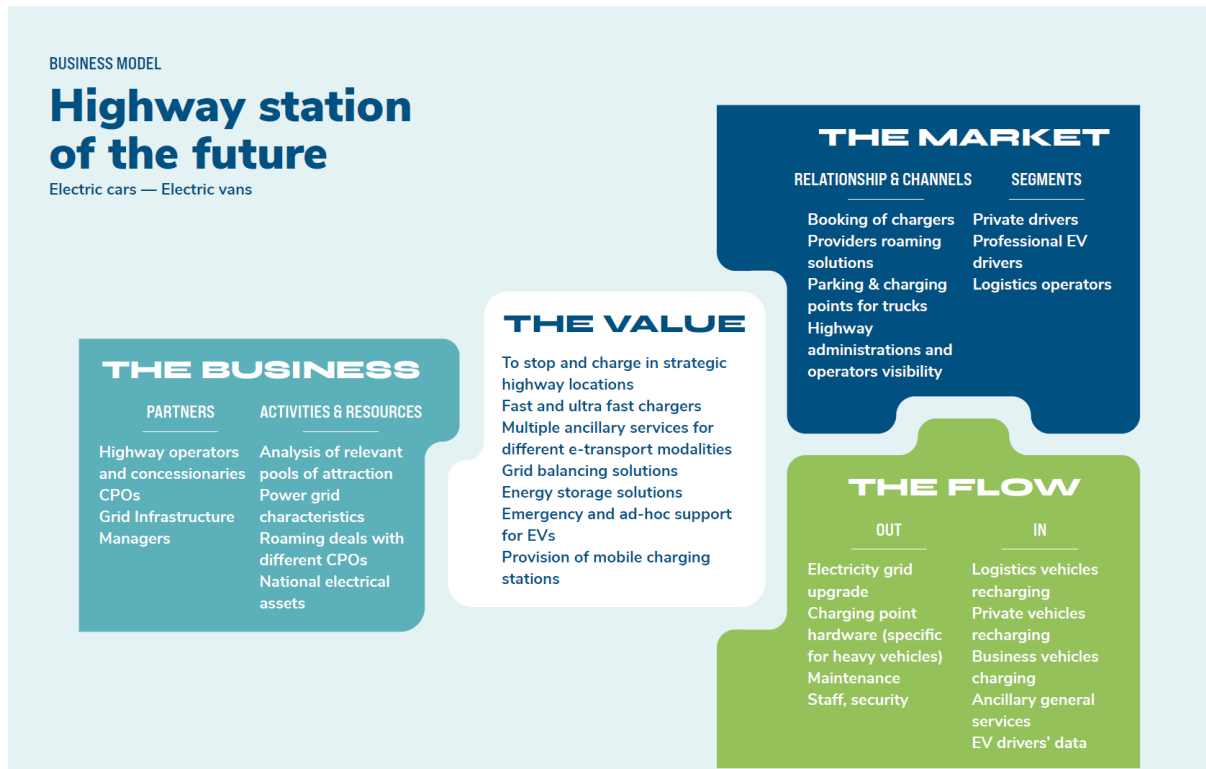 BUSINESS MODEL
Highway station
of the future
Electric cars — Electric vans
THE BUSINESS
PARTNERS
Highway operators
and concessionaries
CPOs
Grid Infrastructure
Managers
ACTIVITIES & RESOURCES
Analysis of relevant
pools of attraction
Power grid
characteristics
Roaming deals with
different CPOs
National electrical
assets
THE VALUE
To stop and charge in strategic
highway locations
Fast and ultra fast chargers
Multiple ancillary services for
different e-transport modalities
Grid balancing solutions
Energy storage solutions
Emergency and ad-hoc support
for EVs
Provision of mobile charging
stations
THE MARKET
RELATIONSHIP & CHANNELS
Booking of chargers
Providers roaming
solutions
Parking & charging
points for trucks
Highway
administrations and
operators visibility
SEGMENTS
Private drivers
Professional EV
drivers
Logistics operators
THE FLOW
OUT
Electricity grid
upgrade
Charging point
hardware (specific
for heavy vehicles)
Maintenance
Staff, security
IN
Logistics vehicles
recharging
Private vehicles
recharging
Business vehicles
charging
Ancillary general
services
EV drivers’ data